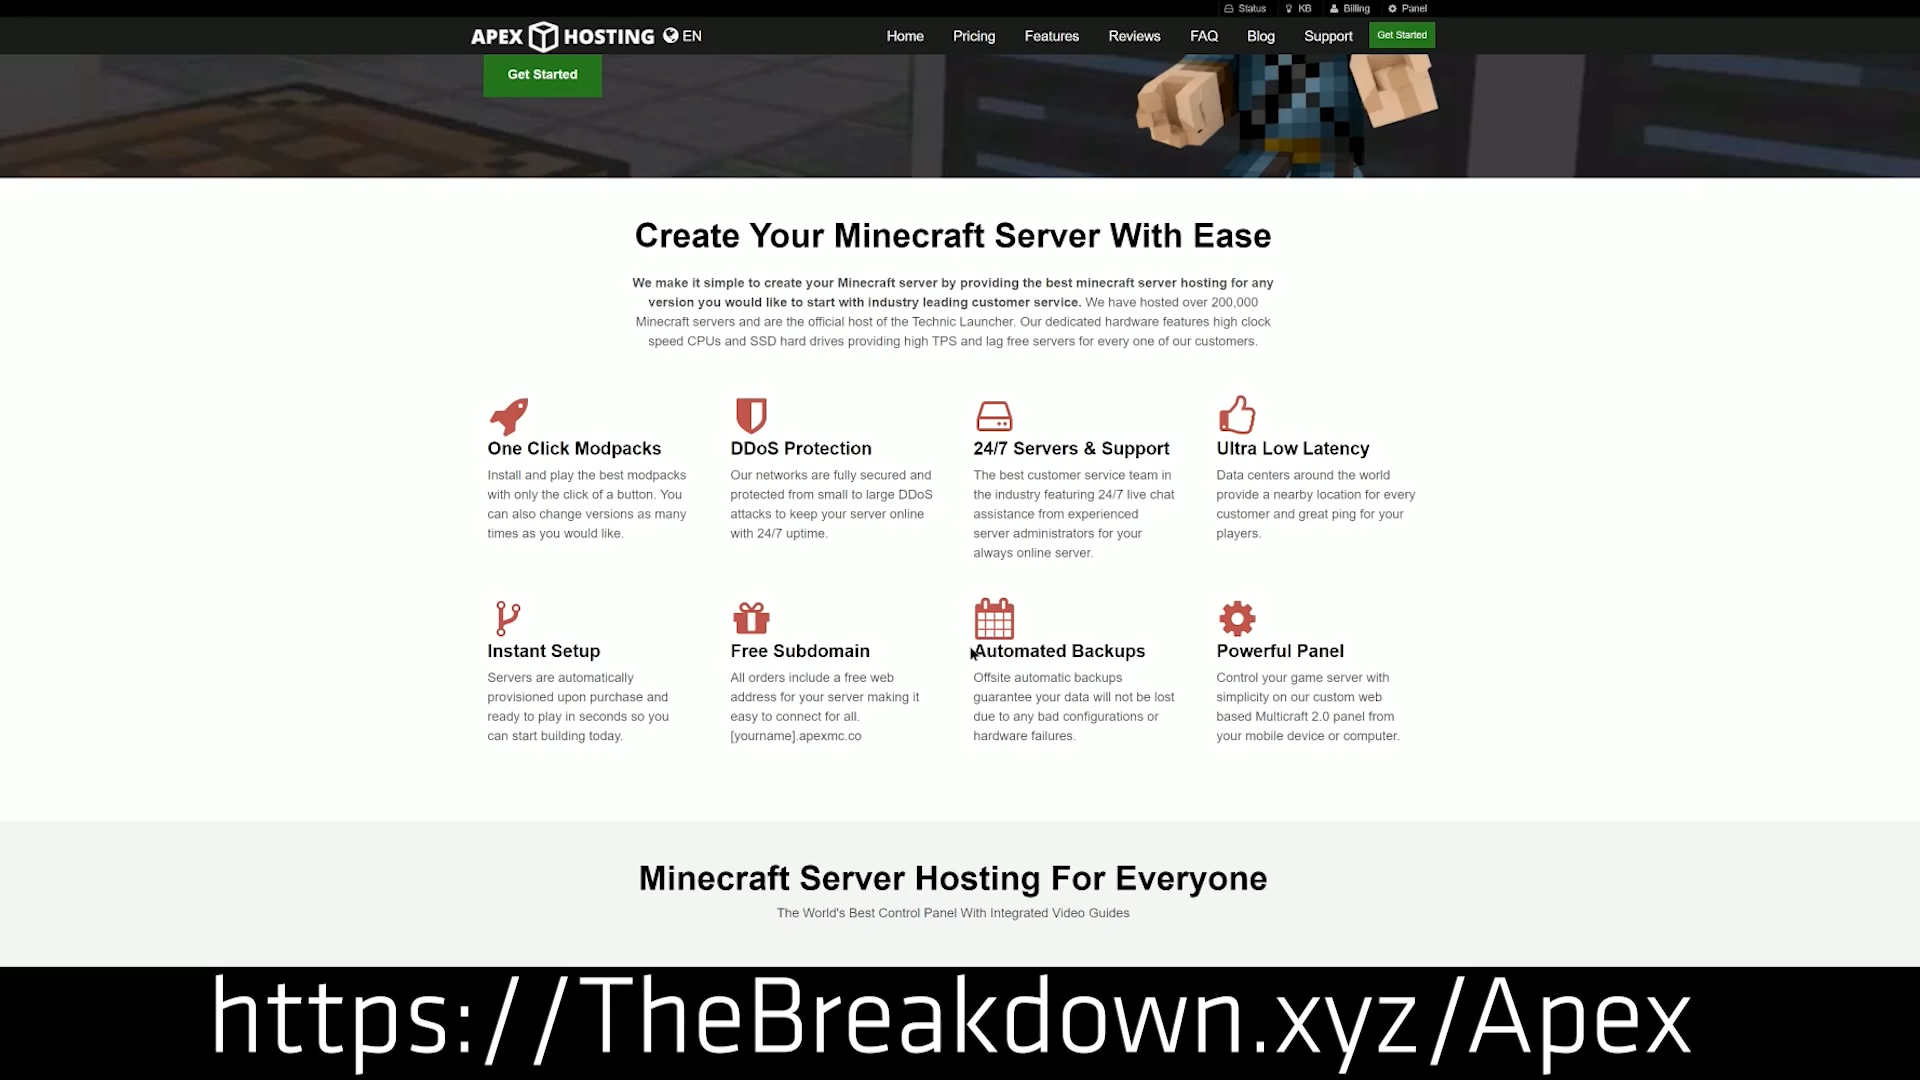 Status KB Billing Panel
APEX HOSTING EN Home Pricing Features Reviews FAQ Blog Support Get Started
Get Started
Create Your Minecraft Server With Ease
We make it simple to create your Minecraft server by providing the best minecraft server hosting for any
version you would like to start with industry leading customer service. We have hosted over 200,000
Minecraft servers and are the official host of the Technic Launcher. Our dedicated hardware features high clock
speed CPUs and SSD hard drives providing high TPS and lag free servers for every one of our customers.
One Click Modpacks
Install and play the best modpacks
with only the click of a button. You
can also change versions as many
times as you would like.
DDoS Protection
Our networks are fully secured and
protected from small to large DDoS
attacks to keep your server online
with 24/7 uptime.
24/7 Servers & Support
The best customer service team in
the industry featuring 24/7 live chat
assistance from experienced
server administrators for your
always online server.
Ultra Low Latency
Data centers around the world
provide a nearby location for every
customer and great ping for your
players.
Instant Setup
Servers are automatically
provisioned upon purchase and
ready to play in seconds so you
can start building today.
Free Subdomain
All orders include a free web
address for your server making it
easy to connect for all.
[yourname].apexmc.co
Automated Backups
Offsite automatic backups
guarantee your data will not be lost
due to any bad configurations or
hardware failures.
Powerful Panel
Control your game server with
simplicity on our custom web
based Multicraft 2.0 panel from
your mobile device or computer.
Minecraft Server Hosting For Everyone
The World's Best Control Panel With Integrated Video Guides
https://TheBreakdown.xyz/Apex